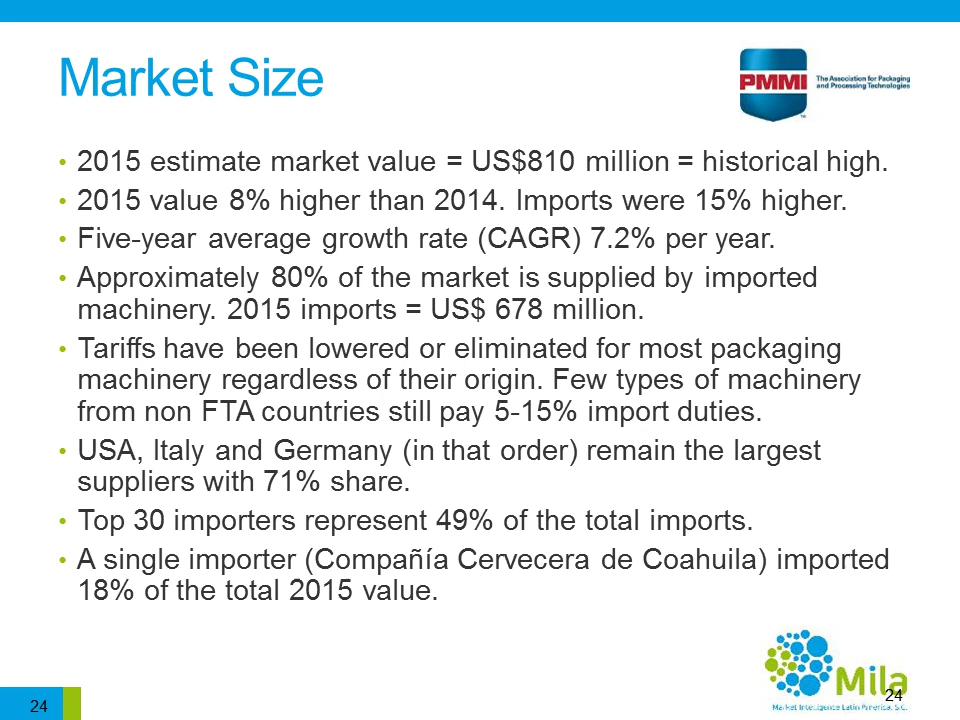 Market Size
PMMI
The Association for Packaging
and Processing Technologies
• 2015 estimate market value = US$810 million = historical high.
• 2015 value 8% higher than 2014. Imports were 15% higher.
• Five-year average growth rate (CAGR) 7.2% per year.
• Approximately 80% of the market is supplied by imported
machinery. 2015 imports = US$ 678 million.
• Tariffs have been lowered or eliminated for most packaging
machinery regardless of their origin. Few types of machinery
from non FTA countries still pay 5-15% import duties.
• USA, Italy and Germany (in that order) remain the largest
suppliers with 71% share.
• Top 30 importers represent 49% of the total imports.
• A single importer (Compañía Cervecera de Coahuila) imported
18% of the total 2015 value.
Mila
Market Intelligence Latin America, S.C.
24
24